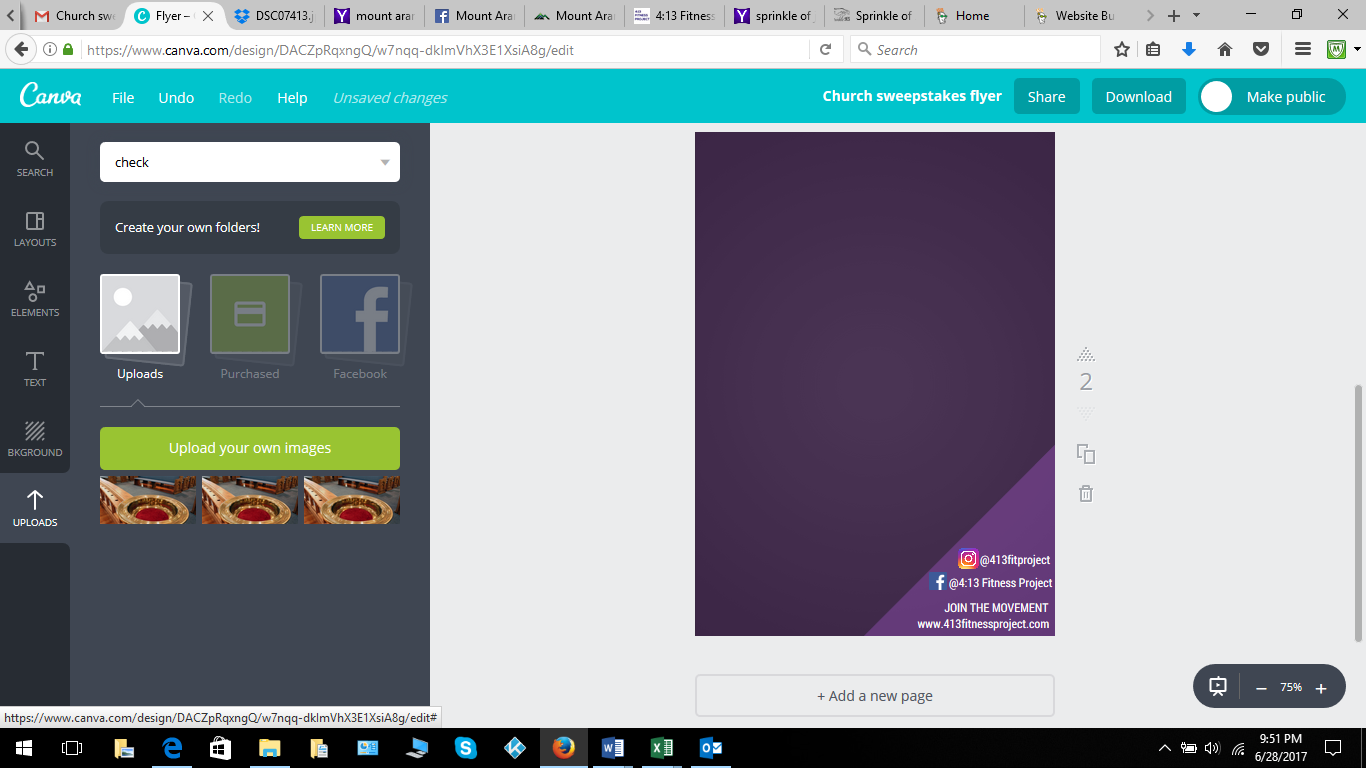 Church swe
Flyer –
DSC07413.j
mount arar
Mount Arar
Mount Arar
4:13 Fitness
sprinkle of j
Sprinkle of
Home
Website Bu
https://www.canva.com/design/DACZpRqxngQ/w7nqq-dklmVhX3E1XsiA8g/edit
Search
Canva
File
Undo
Redo
Help
Unsaved changes
Church sweepstakes flyer
Share
Download
Make public
SEARCH
LAYOUTS
ELEMENTS
TEXT
BKGROUND
UPLOADS
check
Create your own folders!
LEARN MORE
Uploads
Purchased
Facebook
Upload your own images
2
@413fitproject
@4:13 Fitness Project
JOIN THE MOVEMENT
www.413fitnessproject.com
+ Add a new page
75%
https://www.canva.com/design/DACZpRqxngQ/w7nqq-dklmVhX3E1XsiA8g/edit#
9:51 PM
6/28/2017